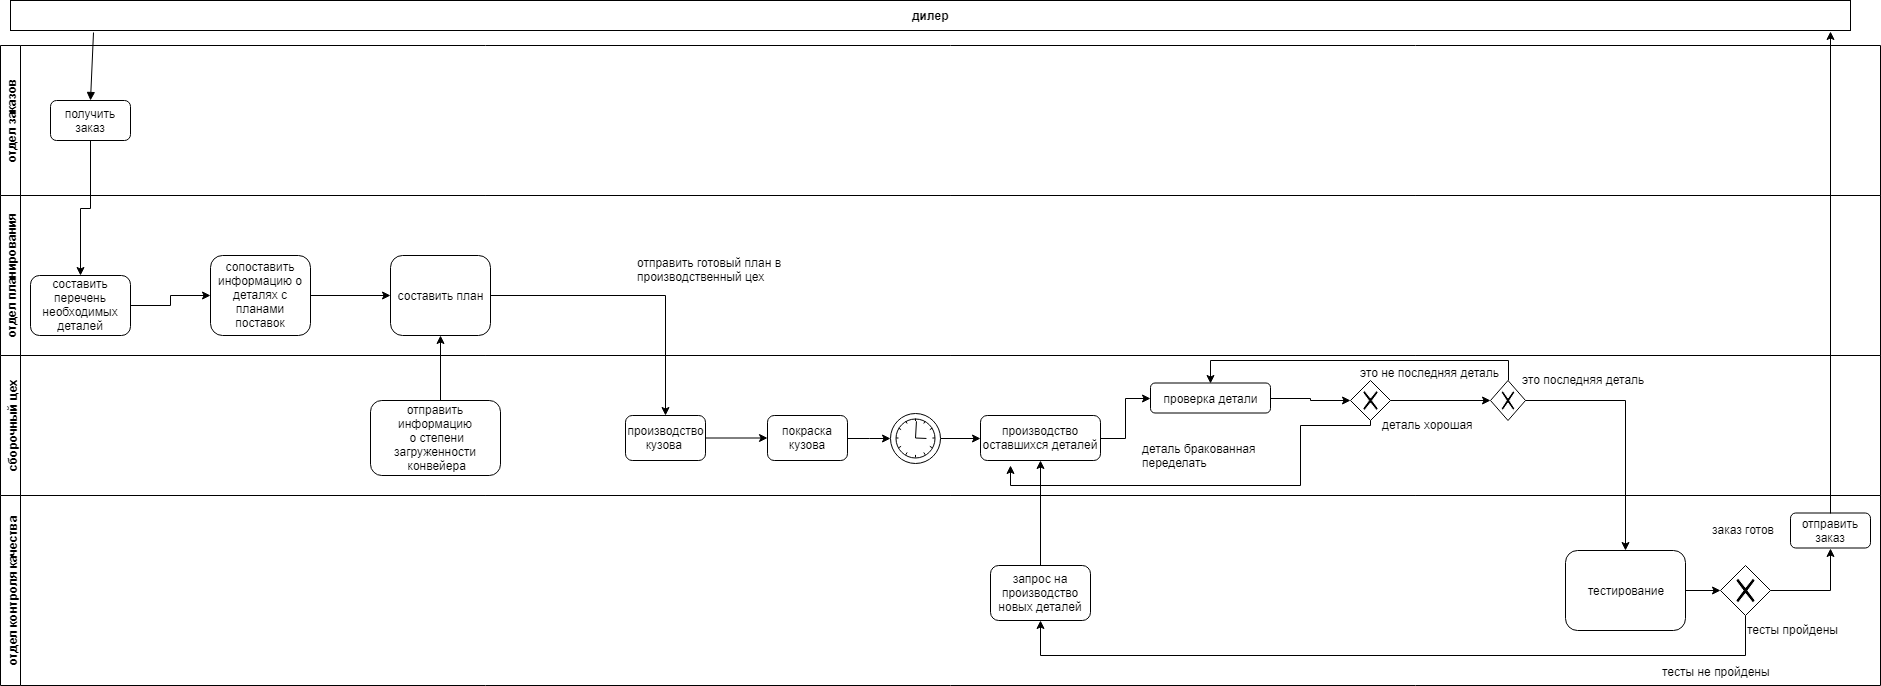 дилер
отдел заказов
получить
заказ
отдел планирования
составить
перечень
необходимых
деталей
сопоставить
информацию о
деталях с
планами
поставок
составить план
отправить готовый план в
производственный цех
сборочный цех
отправить
информацию
о степени
загруженности
конвейера
производство
кузова
покраска
кузова
производство
оставшихся деталей
проверка детали
это не последняя деталь
это последняя деталь
деталь хорошая
деталь бракованная
переделать
отдел контроля качества
запрос на
производство
новых деталей
тестирование
заказ готов
отправить
заказ
тесты пройдены
тесты не пройдены